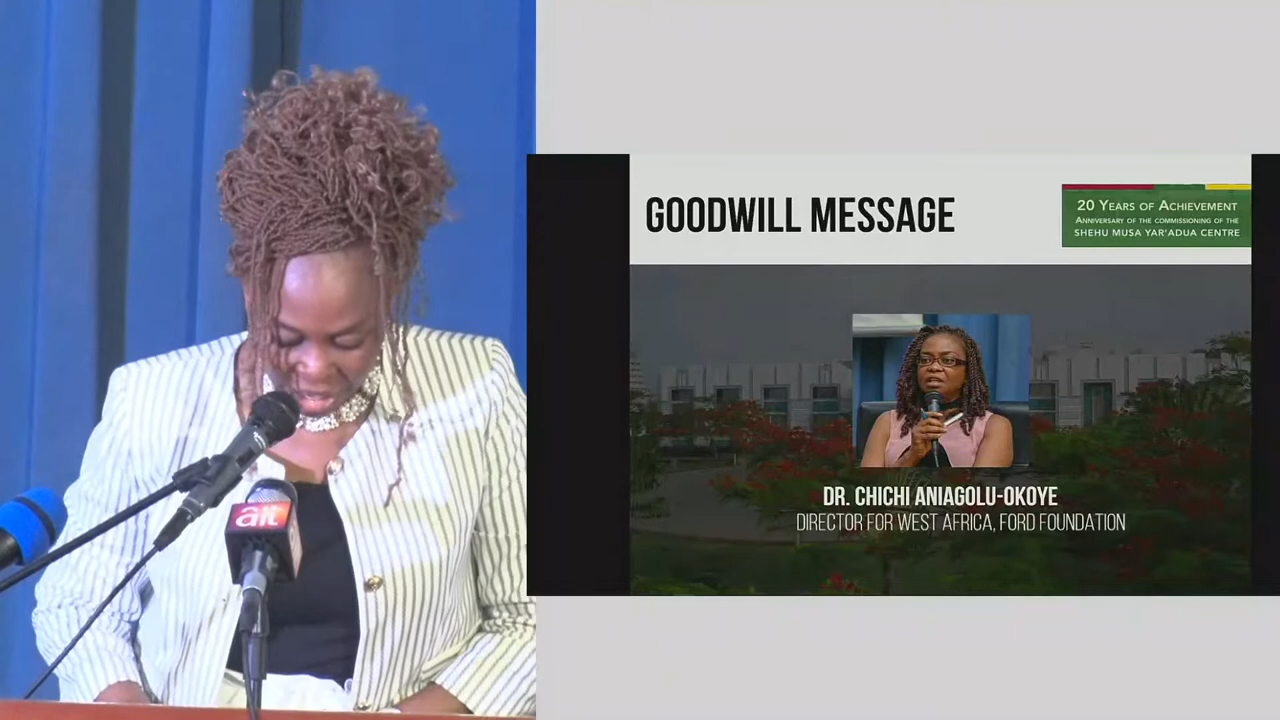 GOODWILL MESSAGE
20 YEARS OF ACHIEVEMENT
ANNIVERSARY OF THE COMMISSIONING OF THE
SHEHU MUSA YAR'ADUA CENTRE
DR. CHICHI ANIAGOLU-OKOYE
DIRECTOR FOR WEST AFRICA, FORD FOUNDATION
ait